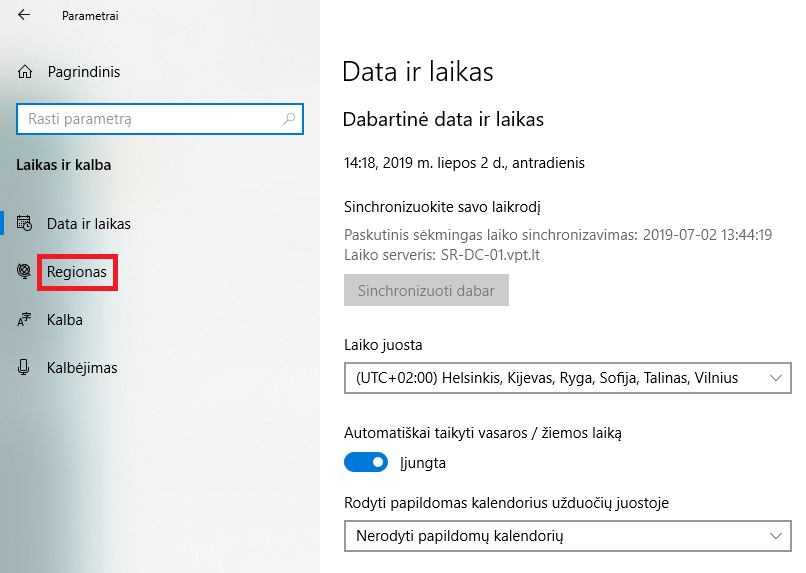 Parametrai
Pagrindinis
Rasti parametrą
Laikas ir kalba
Data ir laikas
Regionas
Kalba
Kalbėjimas
Data ir laikas
Dabartinė data ir laikas
14:18, 2019 m. liepos 2 d., antradienis
Sinchronizuokite savo laikrodį
Paskutinis sėkmingas laiko sinchronizavimas: 2019-07-02 13:44:19
Laiko serveris: SR-DC-01.vpt.lt
Sinchronizuoti dabar
Laiko juosta
(UTC+02:00) Helsinkis, Kijevas, Ryga, Sofija, Talinas, Vilnius
Automatiškai taikyti vasaros / žiemos laiką
Įjungta
Rodyti papildomas kalendorius užduočių juostoje
Nerodyti papildomų kalendorių